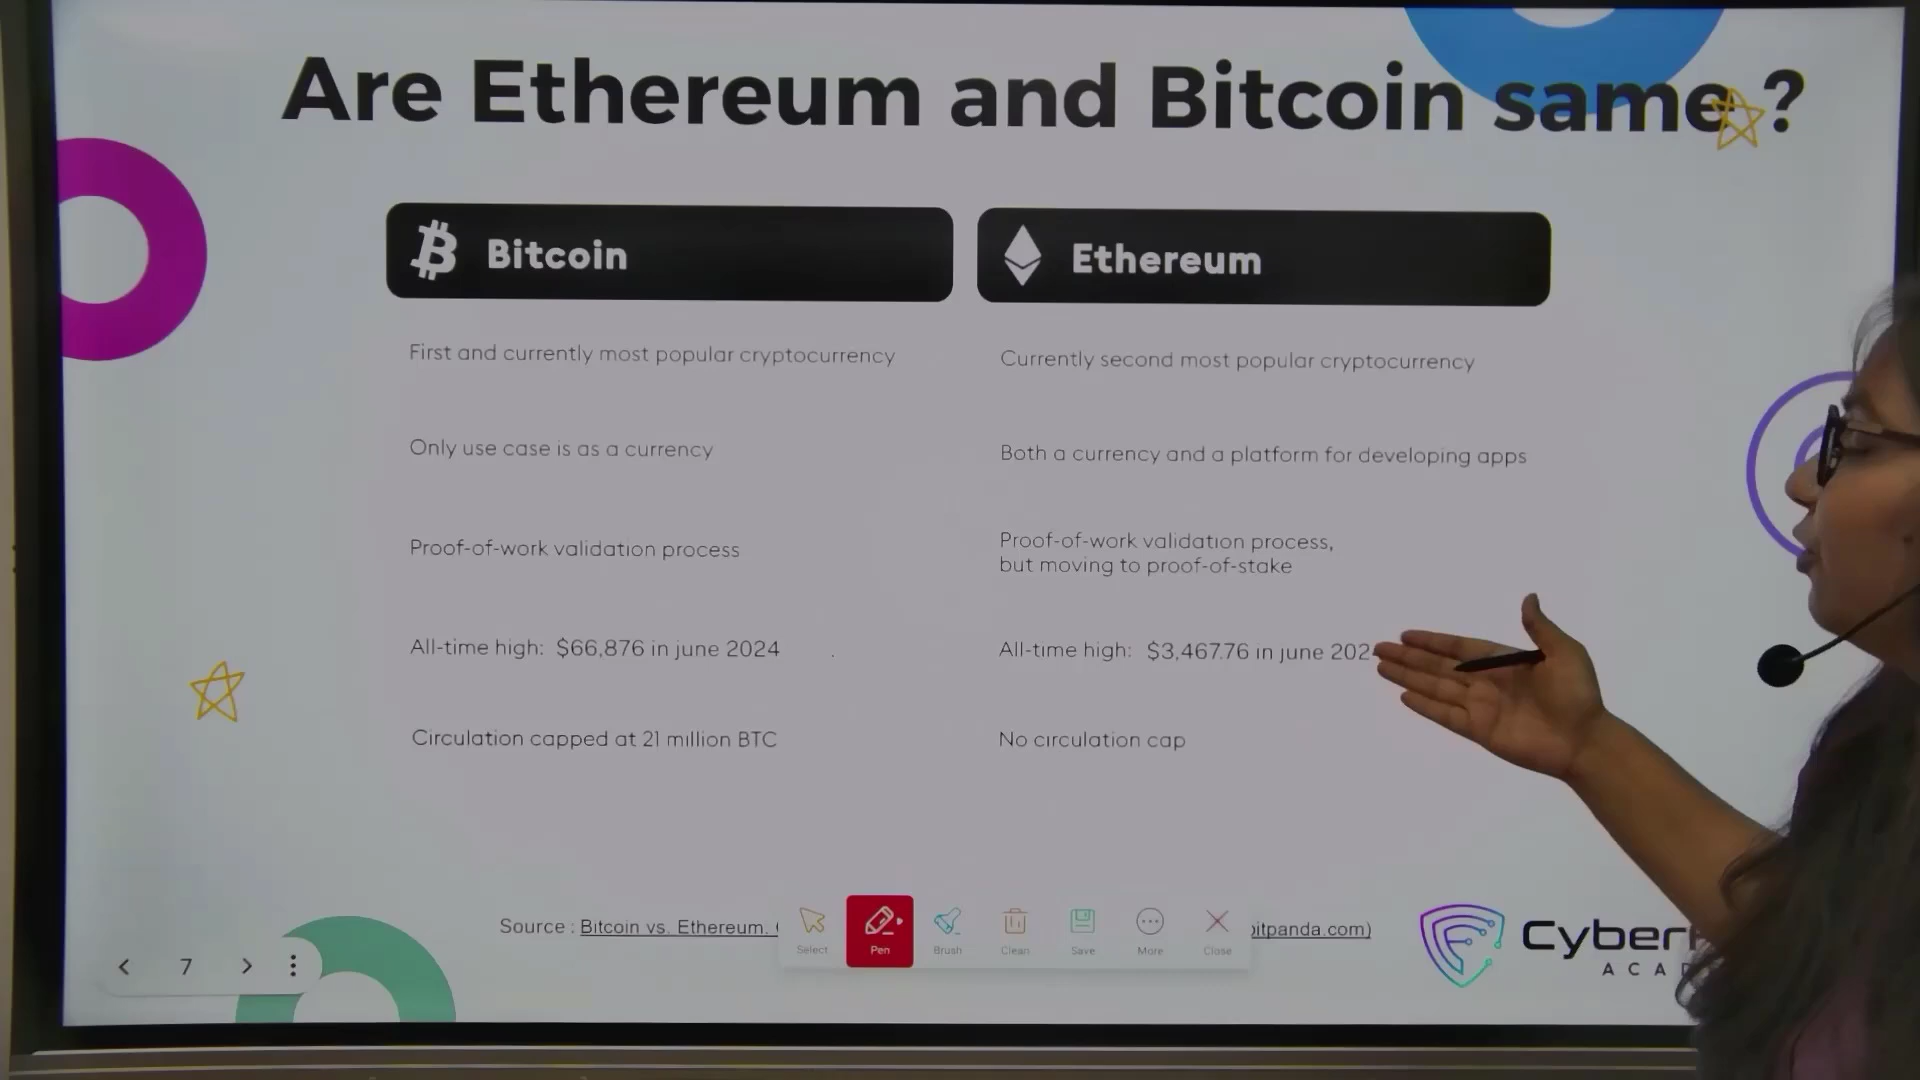 Are Ethereum and Bitcoin same ?
Bitcoin
Ethereum
First and currently most popular cryptocurrency
Currently second most popular cryptocurrency
Only use case is as a currency
Both a currency and a platform for developing apps
Proof-of-work validation process
Proof-of-work validation process,
but moving to proof-of-stake
All-time high: $66,876 in june 2024
All-time high: $3,467.76 in june
Circulation capped at 21 million BTC
No circulation cap
Source : Bitcoin vs. Ethereum.
bitpanda.com)
Select
Pen
Brush
Clean
Save
More
Close
7